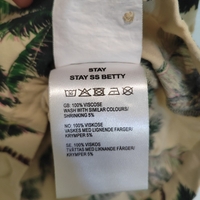 STAY
STAY SS BETTY
GB: 100% VISCOSE
WASH WITH SIMILAR COLOURS/
SHRINKING 5%
NO: 100% VISKOSE
VASKES MED LIGNENDE FARGER/
KRYMPER 5%
SE: 100% VISKOS
TVÄTTAS MED LIKNANDE FÄRGER/
KRYMPER 5%